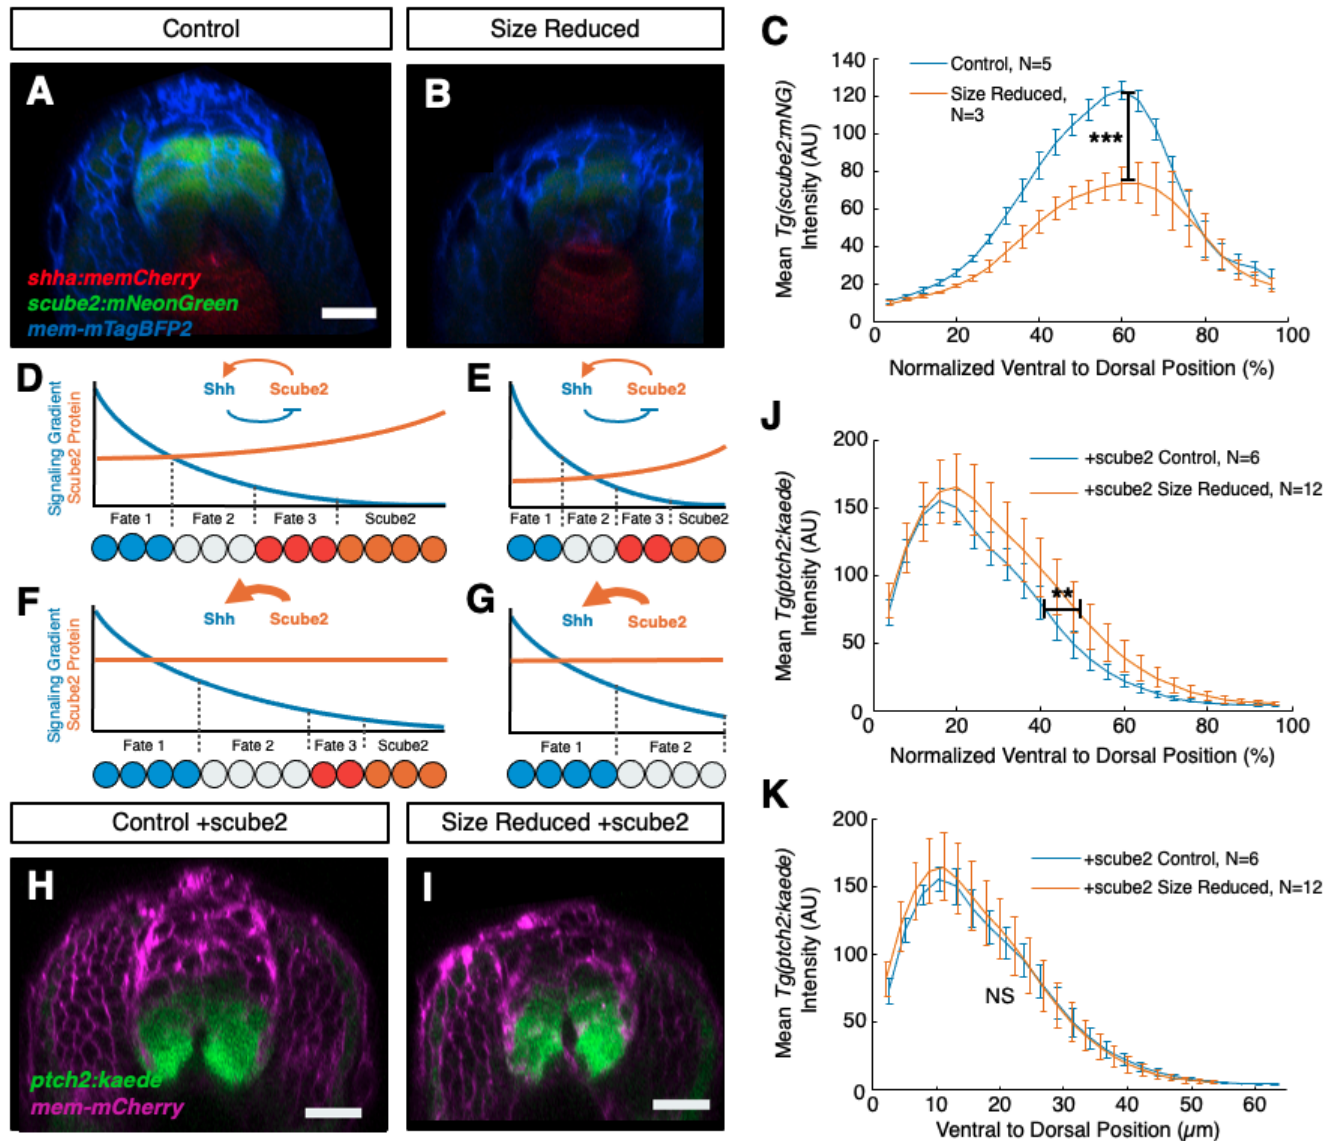 Control
Size Reduced
A
shha:memCherry
scube2:mNeonGreen
mem-mTagBFP2
B
C
Mean Tg(scube2:mNG)
Intensity (AU)
140
120
100
80
60
40
20
0
Control, N=5
Size Reduced,
N=3
***
0 20 40 60 80 100
Normalized Ventral to Dorsal Position (%)
D
Signaling Gradient
Scube2 Protein
Shh Scube2
Fate 1 Fate 2 Fate 3 Scube2
E
Shh Scube2
Fate 1 Fate 2 Fate 3 Scube2
F
Signaling Gradient
Scube2 Protein
Shh Scube2
Fate 1 Fate 2 Fate 3 Scube2
G
Shh Scube2
Fate 1 Fate 2
J
Mean Tg(ptch2:kaede)
Intensity (AU)
200
150
100
50
0
+scube2 Control, N=6
+scube2 Size Reduced, N=12
**
0 20 40 60 80 100
Normalized Ventral to Dorsal Position (%)
Control +scube2
Size Reduced +scube2
H
ptch2:kaede
mem-mCherry
I
K
Mean Tg(ptch2:kaede)
Intensity (AU)
200
150
100
50
0
+scube2 Control, N=6
+scube2 Size Reduced, N=12
NS
0 10 20 30 40 50 60
Ventral to Dorsal Position (µm)